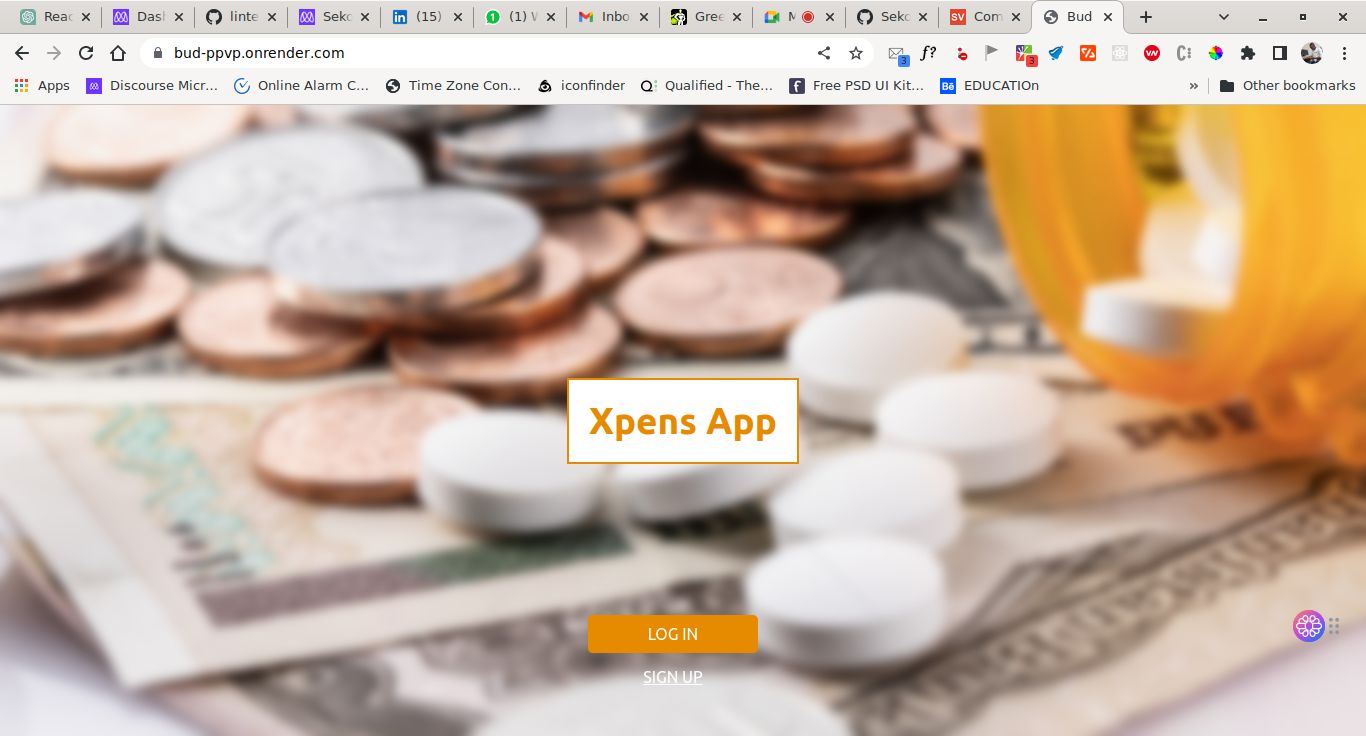 Reac
Dash
linte
Seko
(15)
(1) W
Inbo
Gree
M
Seko
Com
Bud
bud-ppvp.onrender.com
3
f?
3
Apps
Discourse Micr...
Online Alarm C...
Time Zone Con...
iconfinder
Qualified - The...
Free PSD UI Kit...
EDUCATIOn
»
Other bookmarks
Xpens App
LOG IN
SIGN UP